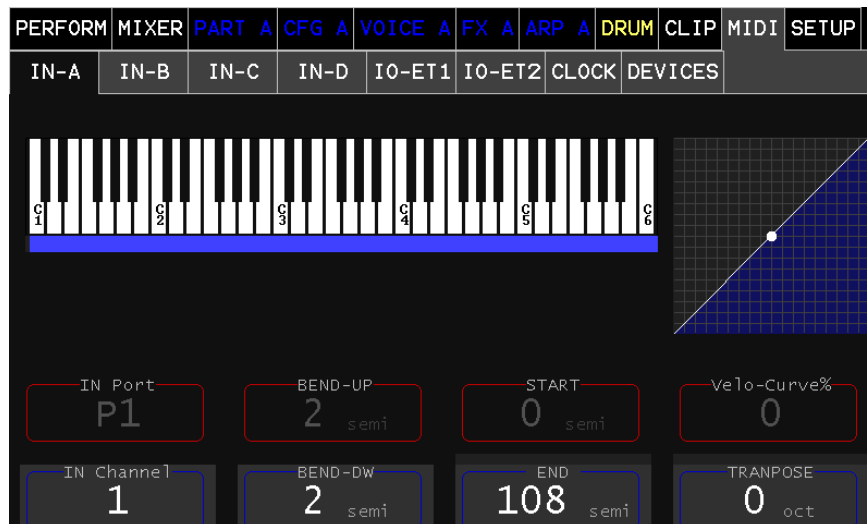 PERFORM MIXER PART A CFG A VOICE A FX A ARP A DRUM CLIP MIDI SETUP
IN-A IN-B IN-C IN-D IO-ET1 IO-ET2 CLOCK DEVICES
C1 C2 C3 C4 C5 C6
IN Port BEND-UP START Velo-Curve%
P1 2 semi 0 semi 0
IN Channel BEND-DW END TRANPOSE
1 2 semi 108 semi 0 oct